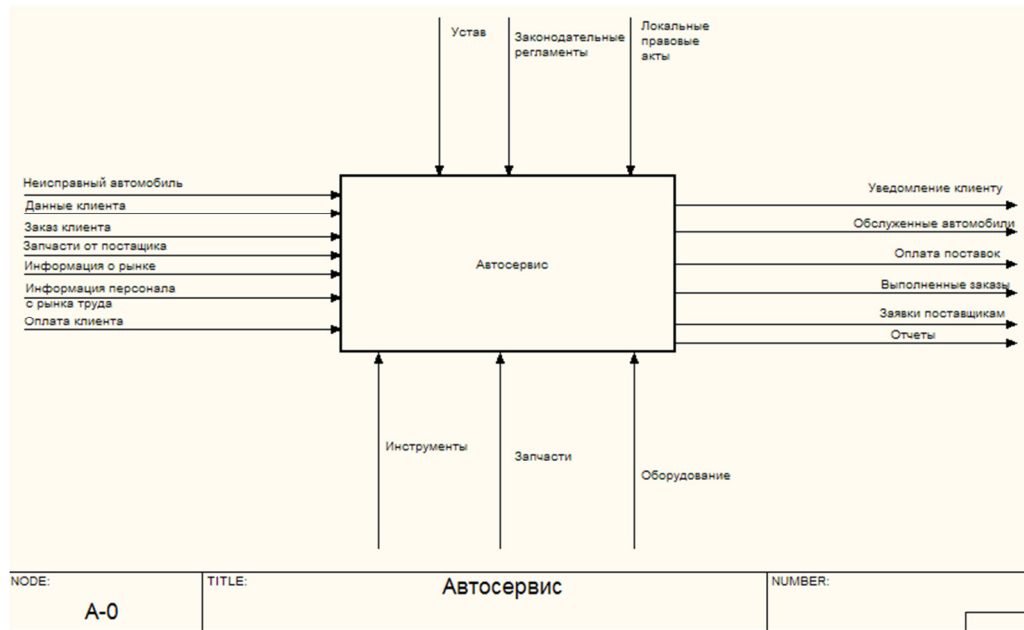 Устав
Законодательные
регламенты
Локальные
правовые
акты
Неисправный автомобиль
Данные клиента
Заказ клиента
Запчасти от постащика
Информация о рынке
Информация персонала
с рынка труда
Оплата клиента
Автосервис
Уведомление клиенту
Обслуженные автомобили
Оплата поставок
Выполненные заказы
Заявки поставщикам
Отчеты
Инструменты
Запчасти
Оборудование
NODE:
A-0
TITLE:
Автосервис
NUMBER: